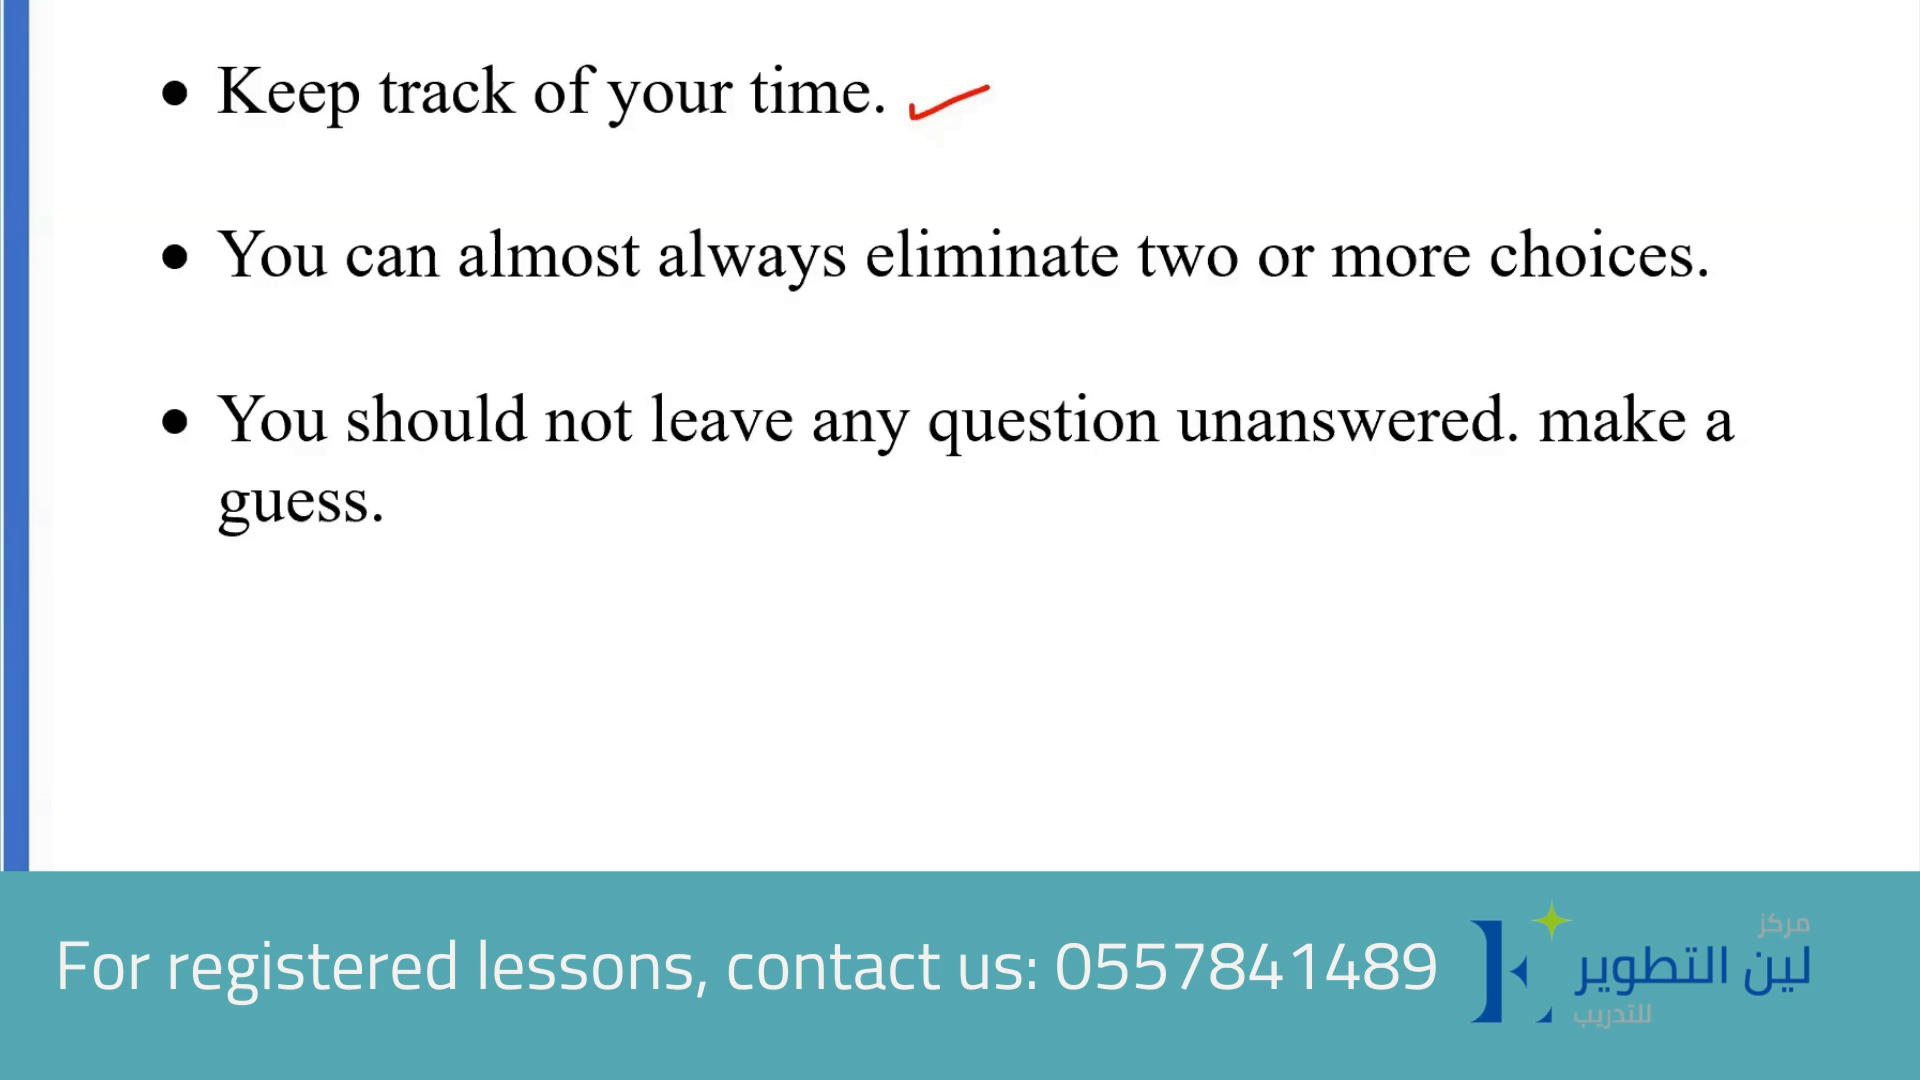 • Keep track of your time.
• You can almost always eliminate two or more choices.
• You should not leave any question unanswered. make a
guess.
For registered lessons, contact us: 0557841489
مركز
لين التطوير
للتدريب